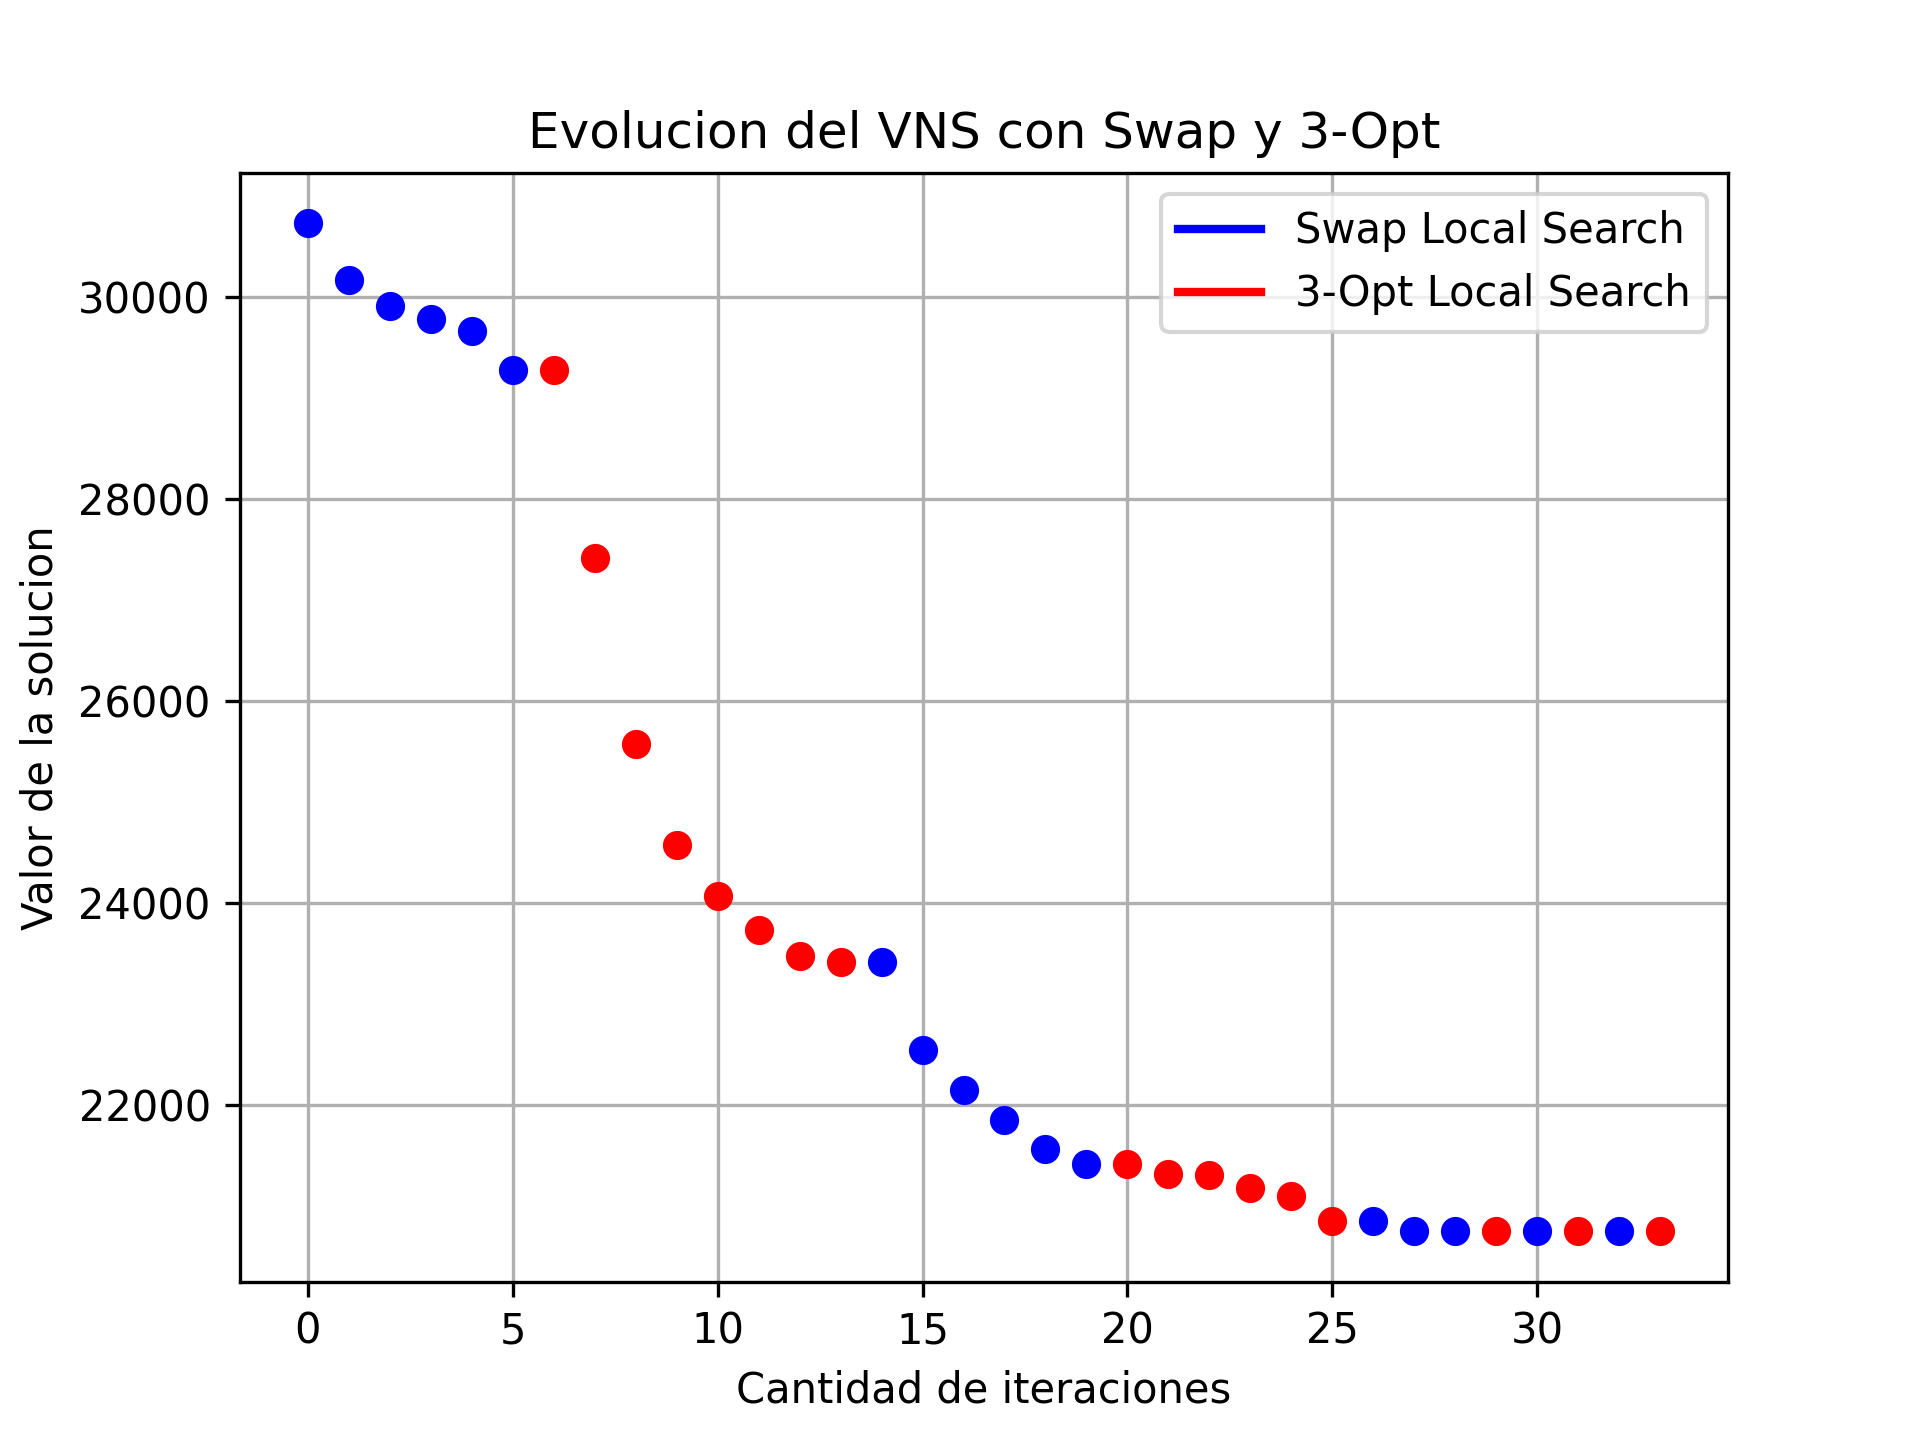 Evolucion del VNS con Swap y 3-Opt
Swap Local Search
3-Opt Local Search
Valor de la solucion
30000
28000
26000
24000
22000
0 5 10 15 20 25 30
Cantidad de iteraciones